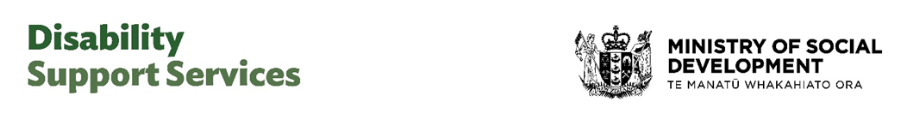 Disability
Support Services
MINISTRY OF SOCIAL
DEVELOPMENT
TE MANATŪ WHAKAHIATO ORA